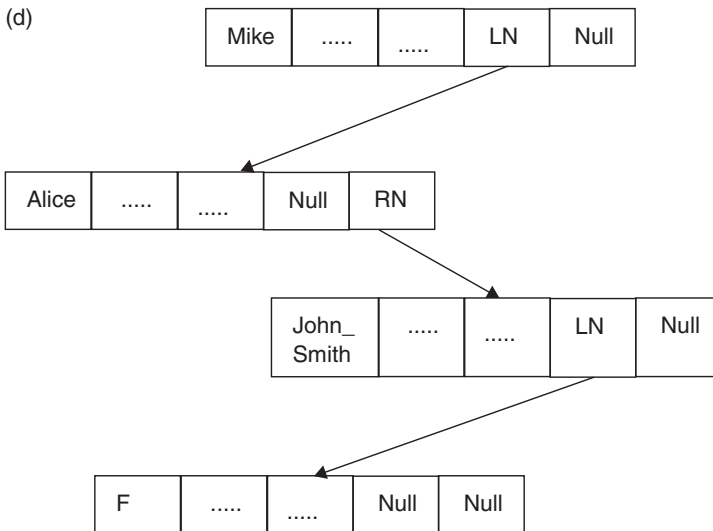 (d)
Mike ..... ..... LN Null
Alice ..... ..... Null RN
John_ ..... ..... LN Null
Smith
F ..... ..... Null Null